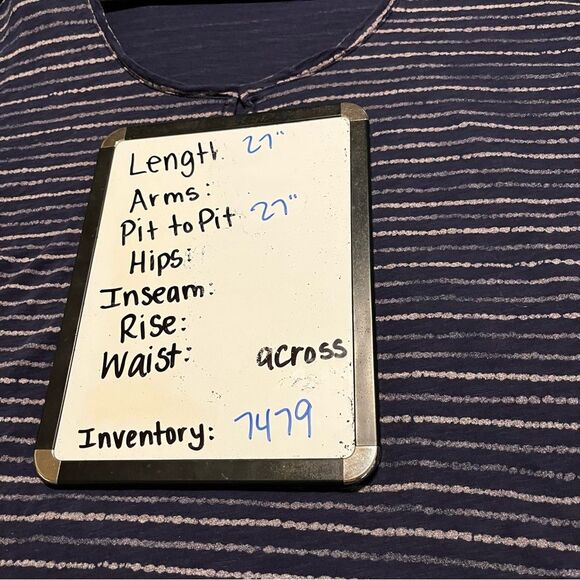 Length 27"
Arms:
Pit to Pit 27"
Hips:
Inseam:
Rise:
Waist: across
Inventory: 7479